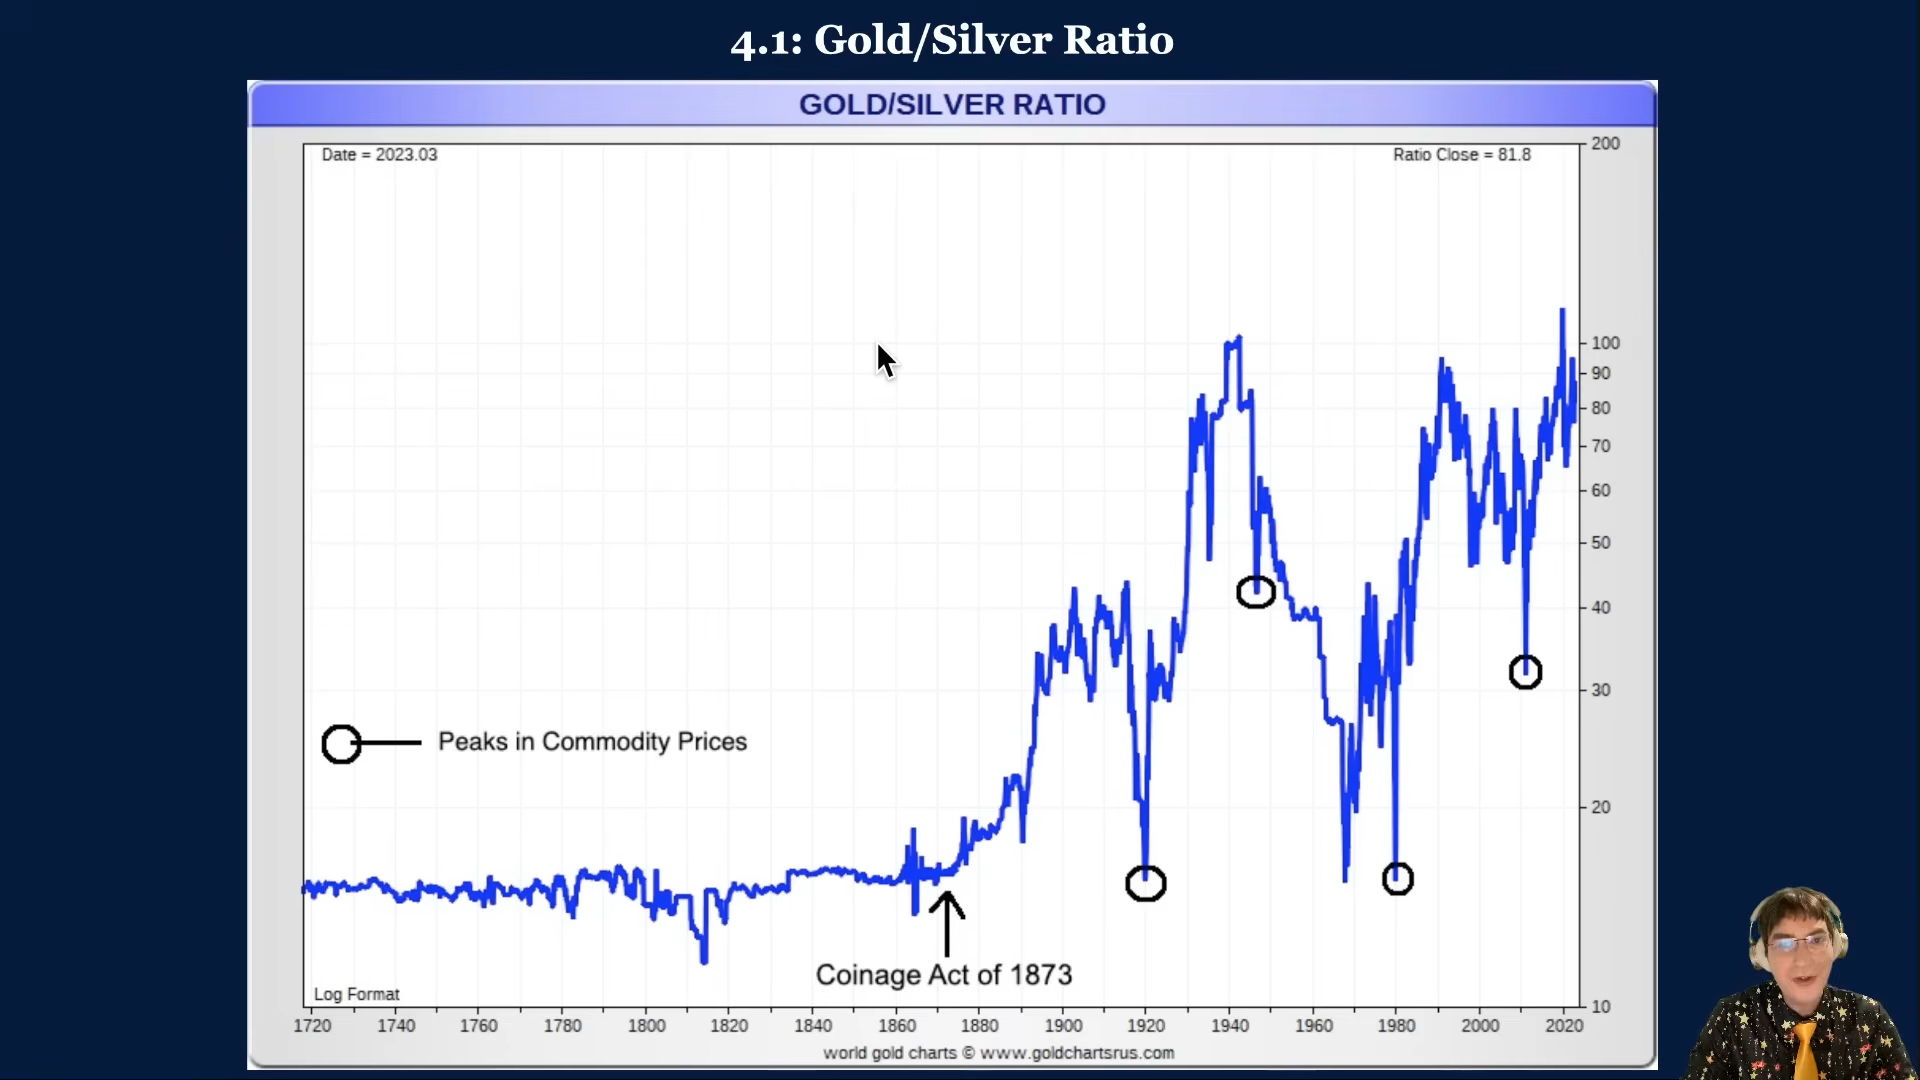 4.1: Gold/Silver Ratio
GOLD/SILVER RATIO
Date = 2023.03
Ratio Close = 81.8
200
100
90
80
70
60
50
40
30
20
10
Peaks in Commodity Prices
Coinage Act of 1873
Log Format
1720 1740 1760 1780 1800 1820 1840 1860 1880 1900 1920 1940 1960 1980 2000 2020
world gold charts © www.goldchartsrus.com